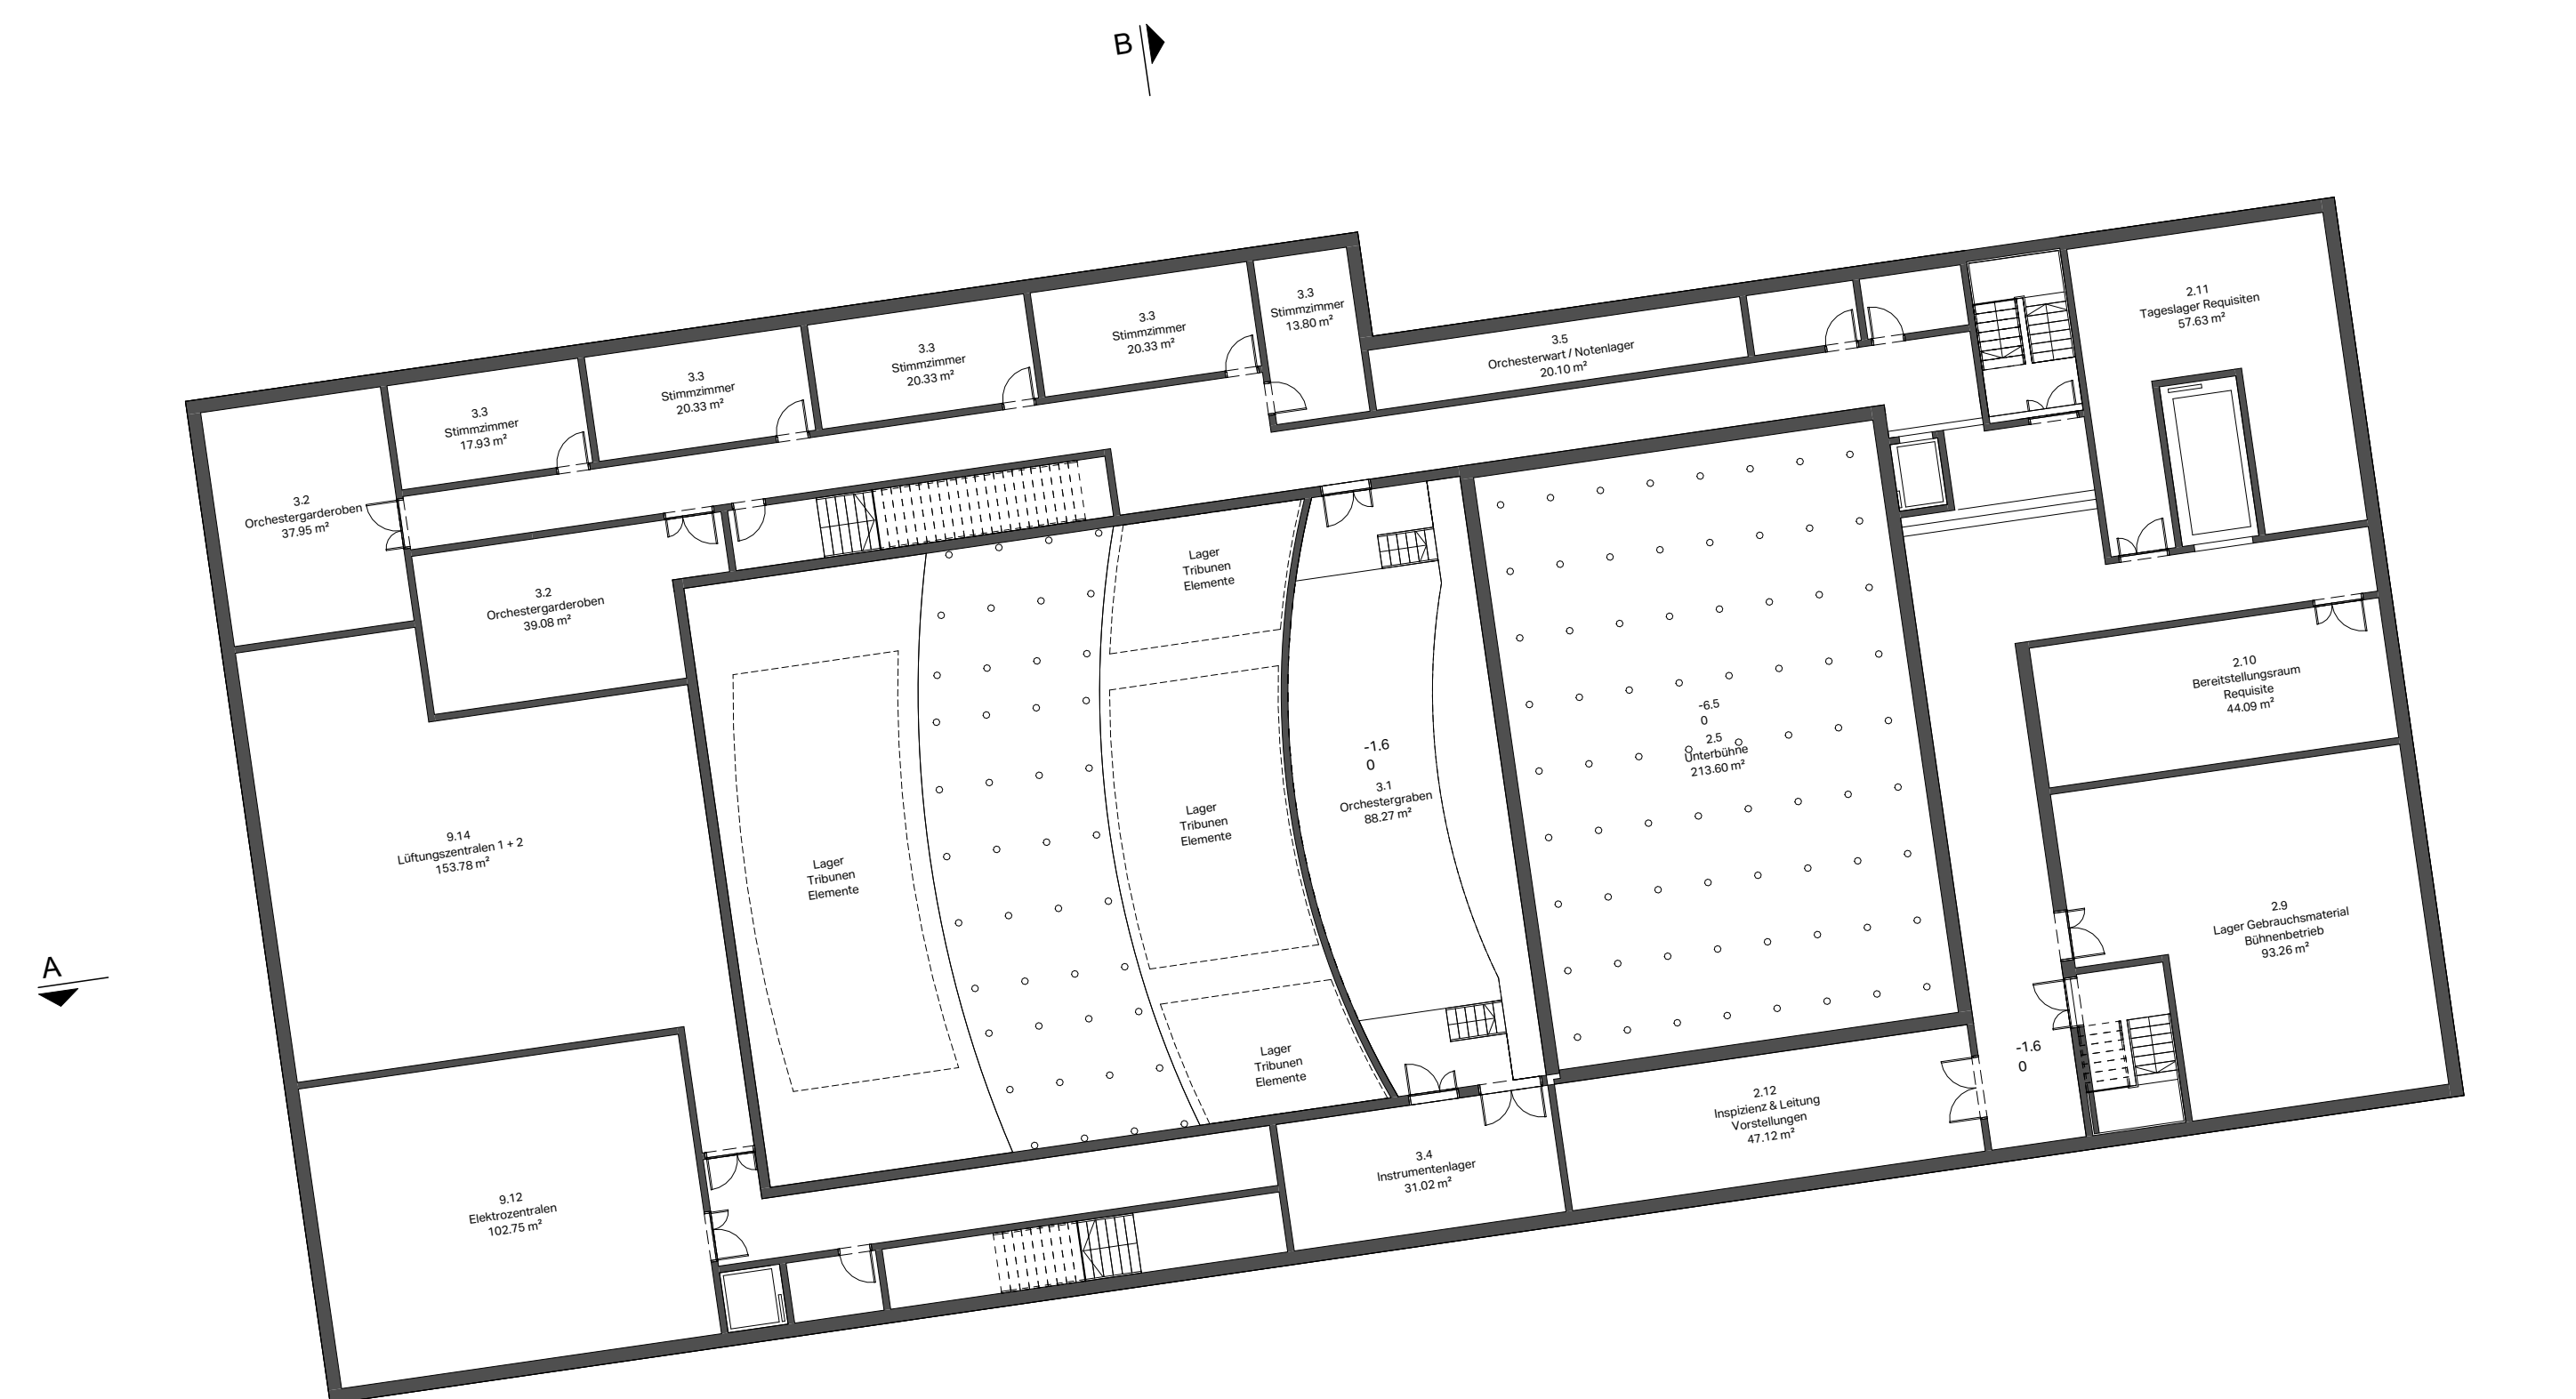 B
3.3
Stimmzimmer
13.80 m²
2.11
Tageslager Requisiten
57.63 m²
3.3
Stimmzimmer
20.33 m²
3.3
Stimmzimmer
20.33 m²
3.3
Stimmzimmer
20.33 m²
3.3
Stimmzimmer
17.93 m²
3.5
Orchesterwart / Notenlager
20.10 m²
3.2
Orchestergarderoben
37.95 m²
3.2
Orchestergarderoben
39.08 m²
Lager
Tribunen
Elemente
2.10
Bereitstellungsraum
Requisite
44.09 m²
-6.5
0
2.5
Unterbühne
213.60 m²
-1.6
0
3.1
Orchestergraben
88.27 m²
Lager
Tribunen
Elemente
9.14
Lüftungszentralen 1 + 2
153.78 m²
Lager
Tribunen
Elemente
2.9
Lager Gebrauchsmaterial
Bühnenbetrieb
93.26 m²
A
Lager
Tribunen
Elemente
-1.6
0
2.12
Inspizienz & Leitung
Vorstellungen
47.12 m²
3.4
Instrumentenlager
31.02 m²
9.12
Elektrozentralen
102.75 m²